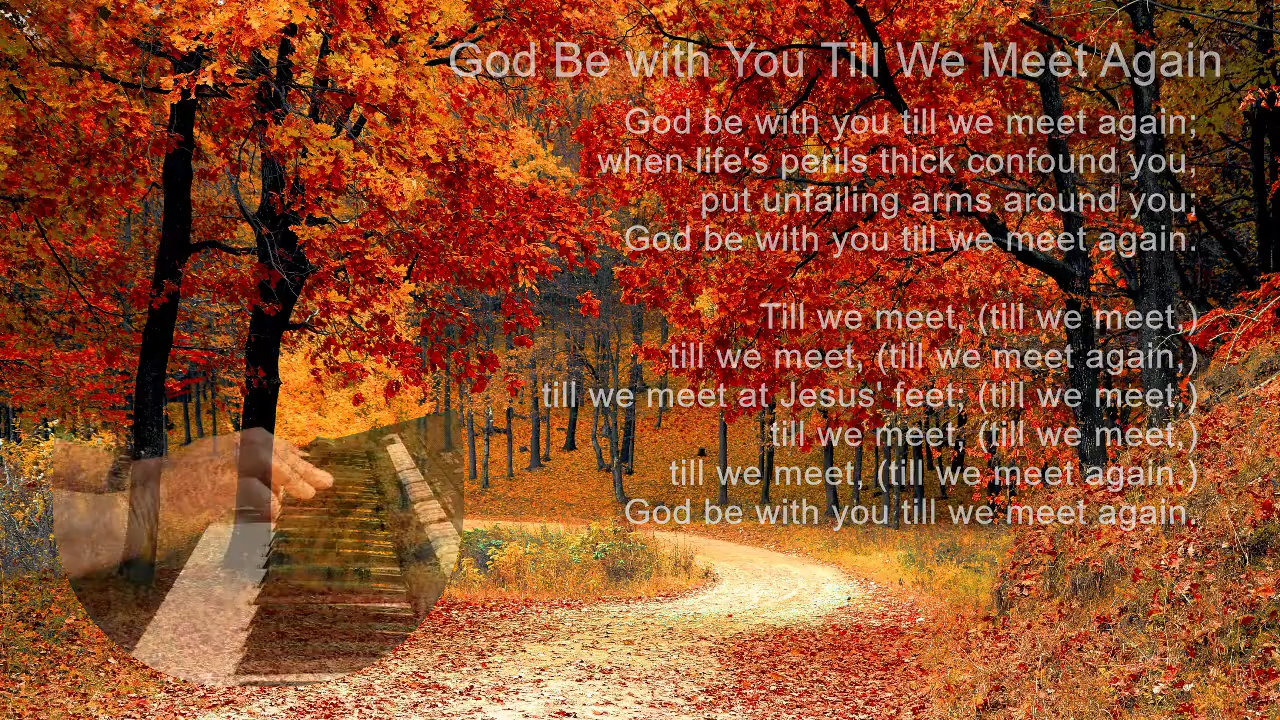 God Be with You Till We Meet Again
God be with you till we meet again;
when life's perils thick confound you,
put unfailing arms around you;
God be with you till we meet again.
Till we meet, (till we meet,)
till we meet, (till we meet again,)
till we meet at Jesus' feet; (till we meet,)
till we meet, (till we meet,)
till we meet, (till we meet again.)
God be with you till we meet again.